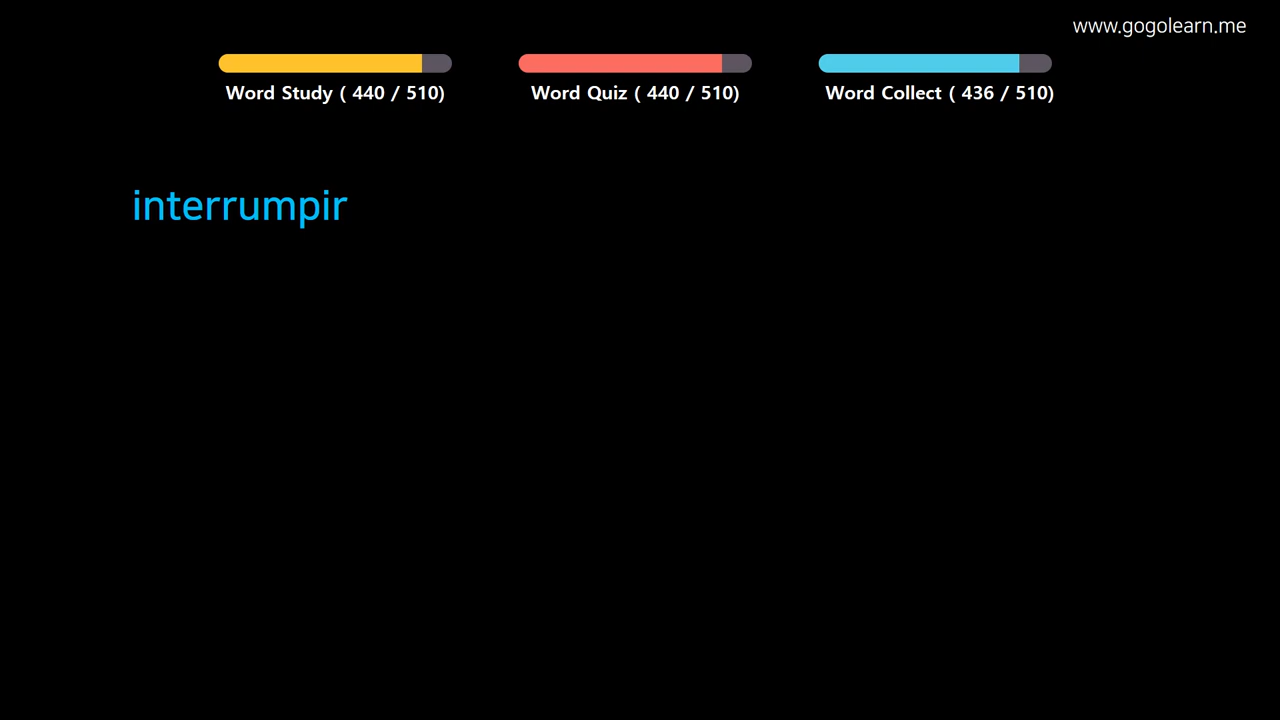 www.gogolearn.me
Word Study ( 440 / 510)
Word Quiz ( 440 / 510)
Word Collect ( 436 / 510)
interrumpir